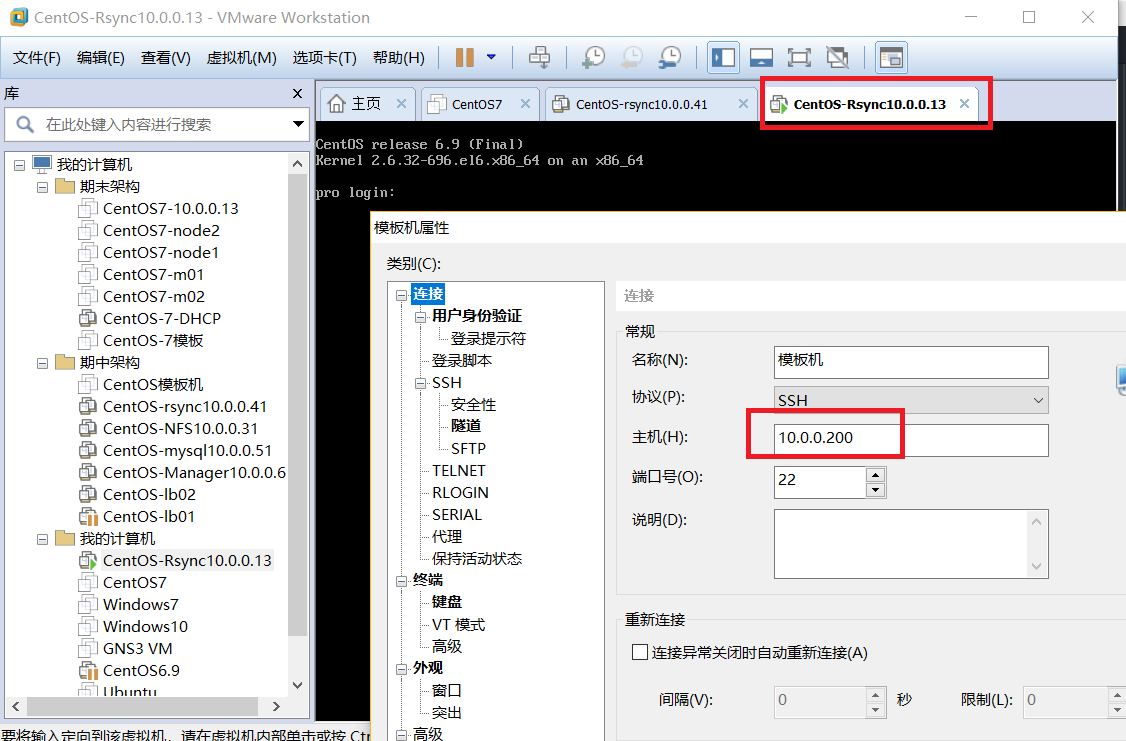 CentOS-Rsync10.0.0.13 - VMware Workstation
文件(F) 编辑(E) 查看(V) 虚拟机(M) 选项卡(T) 帮助(H)
库
在此处键入内容进行搜索
主页
CentOS7
CentOS-rsync10.0.0.41
CentOS-Rsync10.0.0.13
我的计算机
期末架构
CentOS7-10.0.0.13
CentOS7-node2
CentOS7-node1
CentOS7-m01
CentOS7-m02
CentOS-7-DHCP
CentOS-7模板
期中架构
CentOS模板机
CentOS-rsync10.0.0.41
CentOS-NFS10.0.0.31
CentOS-mysql10.0.0.51
CentOS-Manager10.0.0.6
CentOS-lb02
CentOS-lb01
我的计算机
CentOS-Rsync10.0.0.13
CentOS7
Windows7
Windows10
GNS3 VM
CentOS6.9
Ubuntu
CentOS release 6.9 (Final)
Kernel 2.6.32-696.el6.x86_64 on an x86_64
pro login:
模板机属性
类别(C):
连接
用户身份验证
登录提示符
登录脚本
SSH
安全性
隧道
SFTP
TELNET
RLOGIN
SERIAL
代理
保持活动状态
终端
键盘
VT 模式
高级
外观
窗口
突出
高级
连接
常规
名称(N): 模板机
协议(P): SSH
主机(H): 10.0.0.200
端口号(O): 22
说明(D):
重新连接
连接异常关闭时自动重新连接(A)
间隔(V): 0 秒 限制(L): 0
要将输入定向到该虚拟机，请在虚拟机内部单击或按 Ctr